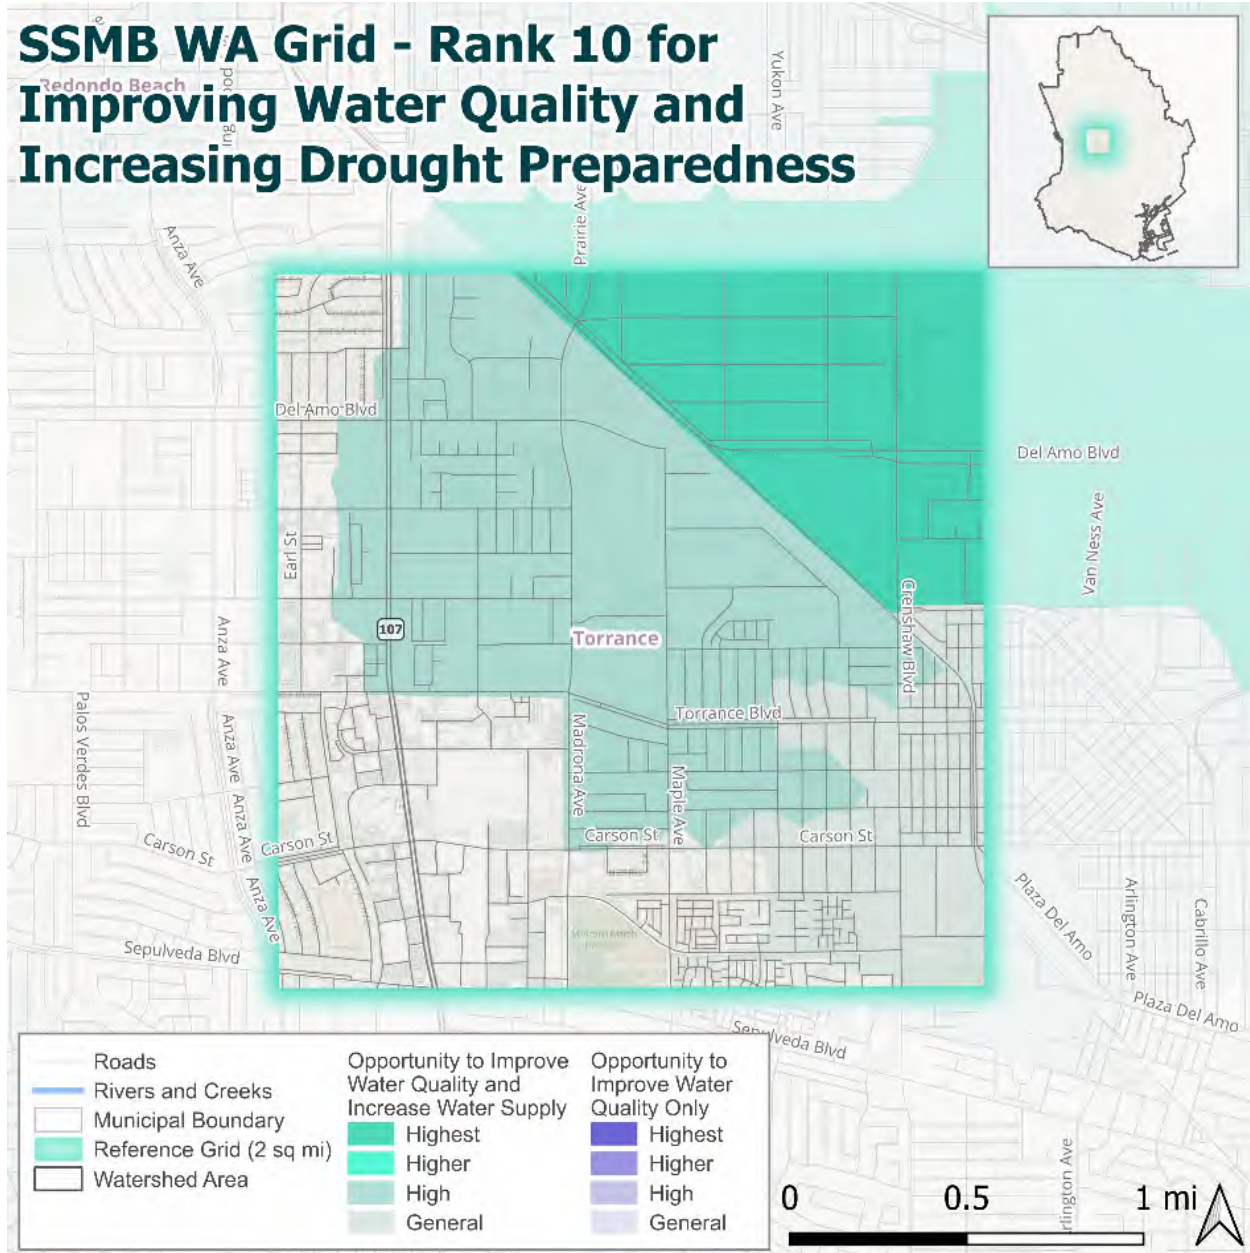 SSMB WA Grid - Rank 10 for
Improving Water Quality and
Increasing Drought Preparedness
Redondo Beach
Yukon Ave
Prairie Ave
Anza Ave
Del Amo Blvd
Del Amo Blvd
Van Ness Ave
Earl St
107
Torrance
Crenshaw Blvd
Anza Ave
Palos Verdes Blvd
Anza Ave
Anza Ave
Torrance Blvd
Madrona Ave
Maple Ave
Carson St
Carson St
Carson St
Carson St
Anza Ave
Sepulveda Blvd
Plaza Del Amo
Arlington Ave
Cabrillo Ave
Plaza Del Amo
Sepulveda Blvd
Roads
Rivers and Creeks
Municipal Boundary
Reference Grid (2 sq mi)
Watershed Area
Opportunity to Improve
Water Quality and
Increase Water Supply
Highest
Higher
High
General
Opportunity to
Improve Water
Quality Only
Highest
Higher
High
General
rlington Ave
0 0.5 1 mi